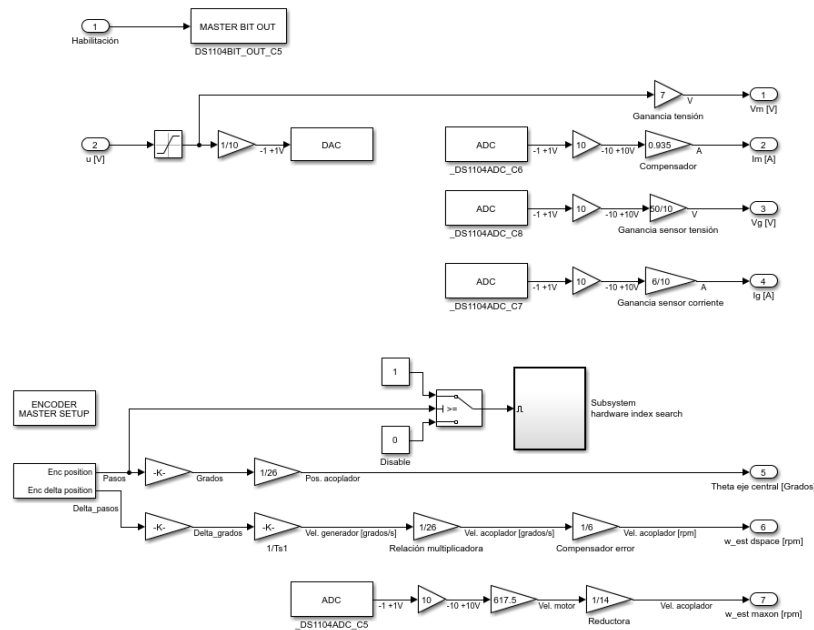 1
Habilitación
MASTER BIT OUT
DS1104BIT_OUT_C5
2
u [V]
1/10
-1 +1V
DAC
7
V
Ganancia tensión
1
Vm [V]
ADC
_DS1104ADC_C6
-1 +1V
10
-10 +10V
0.935
A
Compensador
2
Im [A]
ADC
_DS1104ADC_C8
-1 +1V
10
-10 +10V
50/10
V
Ganancia sensor tensión
3
Vg [V]
ADC
_DS1104ADC_C7
-1 +1V
10
-10 +10V
6/10
A
Ganancia sensor corriente
4
Ig [A]
ENCODER
MASTER SETUP
1
>=
0
Disable
Subsystem
hardware index search
Enc position
Enc delta position
Pasos
Delta_pasos
-K-
Grados
1/26
Pos. acoplador
5
Theta eje central [Grados]
-K-
Delta_grados
-K-
1/Ts1
Vel. generador [grados/s]
1/26
Relación multiplicadora
Vel. acoplador [grados/s]
1/6
Compensador error
Vel. acoplador [rpm]
6
w_est dspace [rpm]
ADC
_DS1104ADC_C5
-1 +1V
10
-10 +10V
617.5
Vel. motor
1/14
Reductora
Vel. acoplador
7
w_est maxon [rpm]